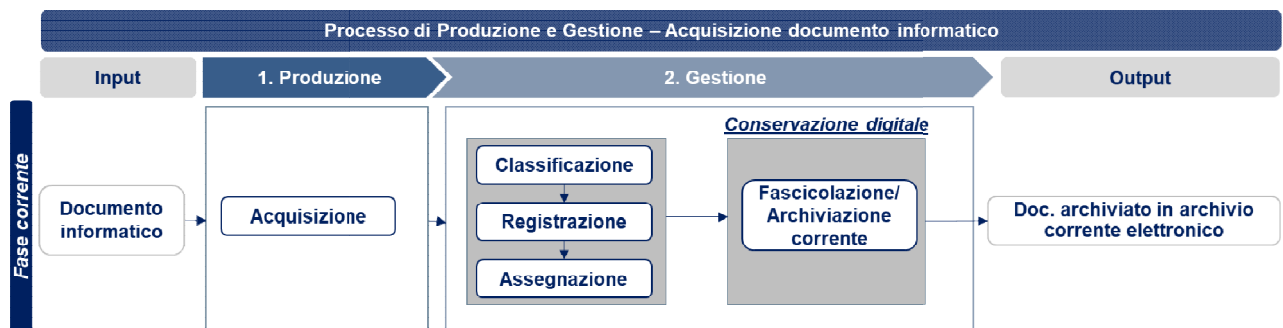 Processo di Produzione e Gestione – Acquisizione documento informatico
Input
1. Produzione
2. Gestione
Output
Fase corrente
Documento
informatico
Acquisizione
Classificazione
Registrazione
Assegnazione
Conservazione digitale
Fascicolazione/
Archiviazione
corrente
Doc. archiviato in archivio
corrente elettronico